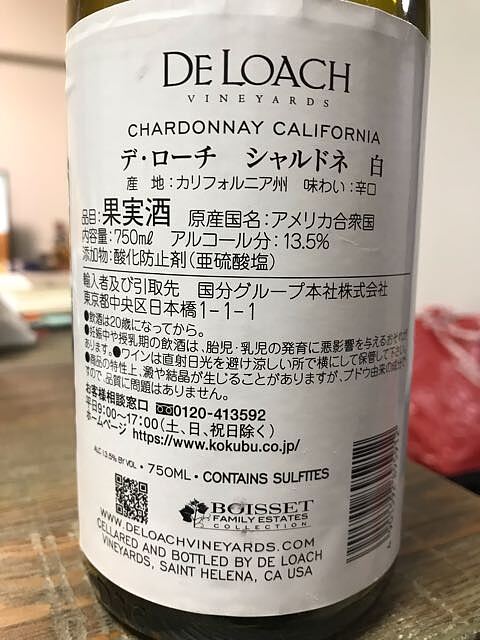 DE LOACH
VINEYARDS
CHARDONNAY CALIFORNIA
デ・ローチ シャルドネ 白
産 地：カリフォルニア州 味わい：辛口
品目：果実酒 原産国名：アメリカ合衆国
内容量：750mℓ アルコール分：13.5%
添加物：酸化防止剤（亜硫酸塩）
輸入者及び引取先 国分グループ本社株式会社
東京都中央区日本橋1-1-1
●飲酒は20歳になってから。
●妊娠中や授乳期の飲酒は、胎児・乳児の発育に悪影響を与えるおそれが
あります。●ワインは直射日光を避け涼しい所で横にして保管して下さい。
●商品の特性上、澱や結晶が生じることがありますが、ブドウ由来の成分で
すので、品質に問題はありません。
お客様相談窓口 0120-413592
平日9:00〜17:00（土、日、祝日除く）
ホームページ https://www.kokubu.co.jp/
ALC 13.5% BY VOL • 750ML • CONTAINS SULFITES
BOISSET
FAMILY ESTATES
COLLECTION
WWW.DELOACHVINEYARDS.COM
CELLARED AND BOTTLED BY DE LOACH
VINEYARDS, SAINT HELENA, CA USA